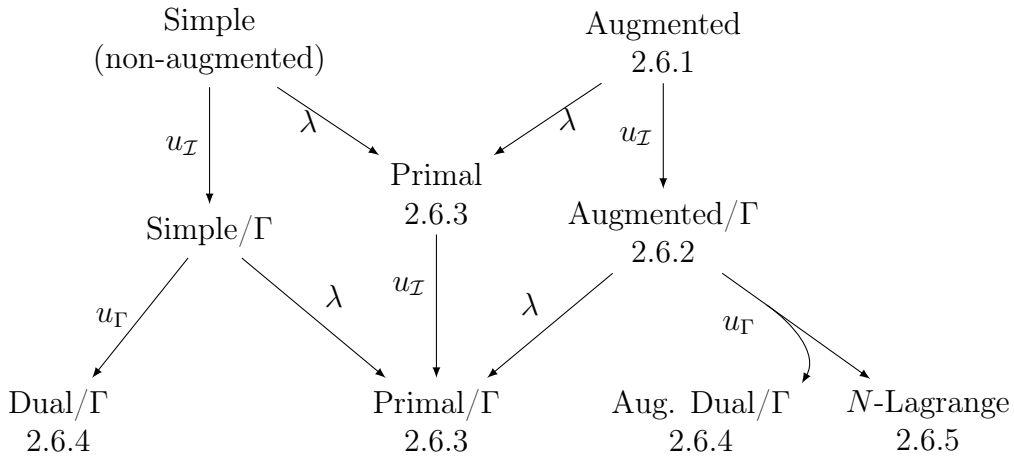 Simple
(non-augmented)
Augmented
2.6.1
λ
λ
u_𝓘
u_𝓘
Primal
2.6.3
Simple/Γ
Augmented/Γ
2.6.2
u_𝓘
λ
λ
u_Γ
u_Γ
Dual/Γ
2.6.4
Primal/Γ
2.6.3
Aug. Dual/Γ
2.6.4
N-Lagrange
2.6.5